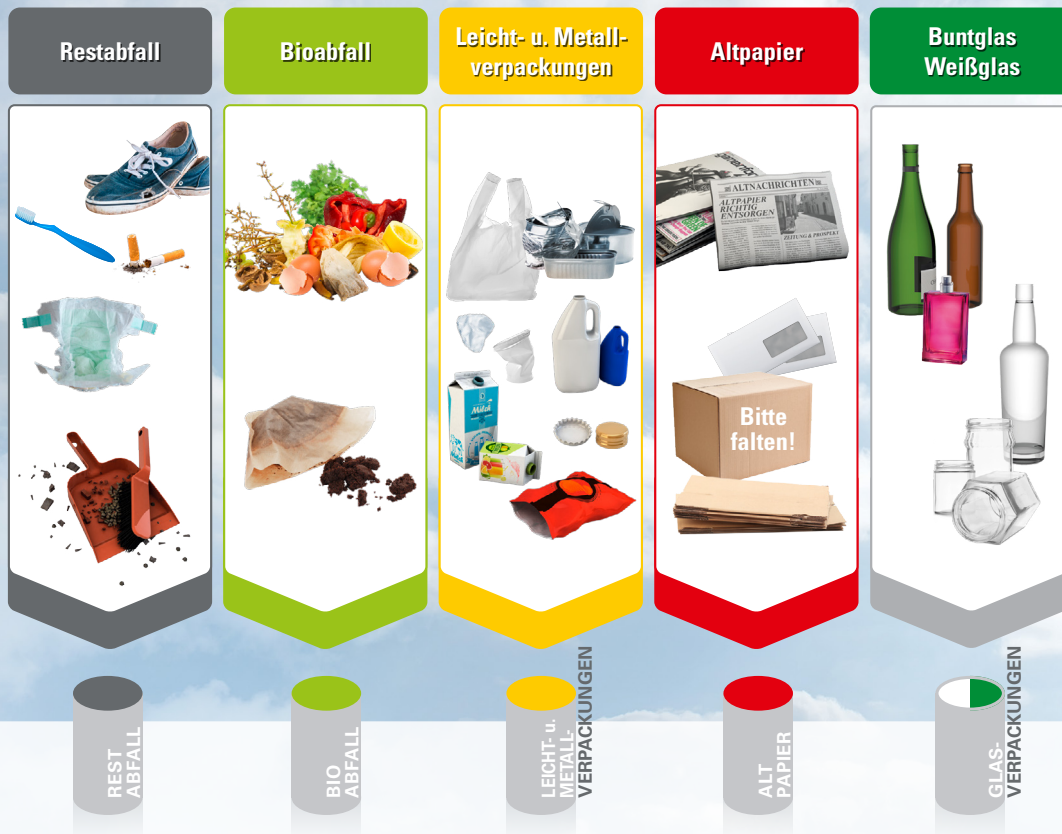 Restabfall
Bioabfall
Leicht- u. Metall-
verpackungen
Altpapier
Buntglas
Weißglas
ALTNACHRICHTEN
ALTPAPIER
RICHTIG
ENTSORGEN
ZEITUNG & PROSPEKT
Milch
Bitte
falten!
REST
ABFALL
BIO
ABFALL
LEICHT- u.
METALL-
VERPACKUNGEN
ALT
PAPIER
GLAS-
VERPACKUNGEN